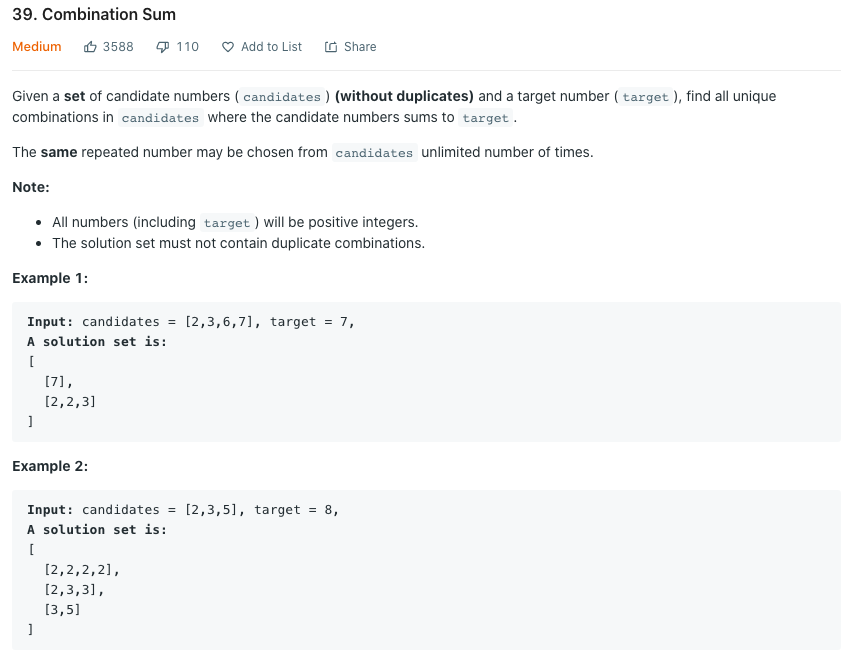 39. Combination Sum
Medium 3588 110 Add to List Share
Given a set of candidate numbers ( candidates ) (without duplicates) and a target number ( target ), find all unique
combinations in candidates where the candidate numbers sums to target .
The same repeated number may be chosen from candidates unlimited number of times.
Note:
• All numbers (including target ) will be positive integers.
• The solution set must not contain duplicate combinations.
Example 1:
Input: candidates = [2,3,6,7], target = 7,
A solution set is:
[
  [7],
  [2,2,3]
]
Example 2:
Input: candidates = [2,3,5], target = 8,
A solution set is:
[
  [2,2,2,2],
  [2,3,3],
  [3,5]
]